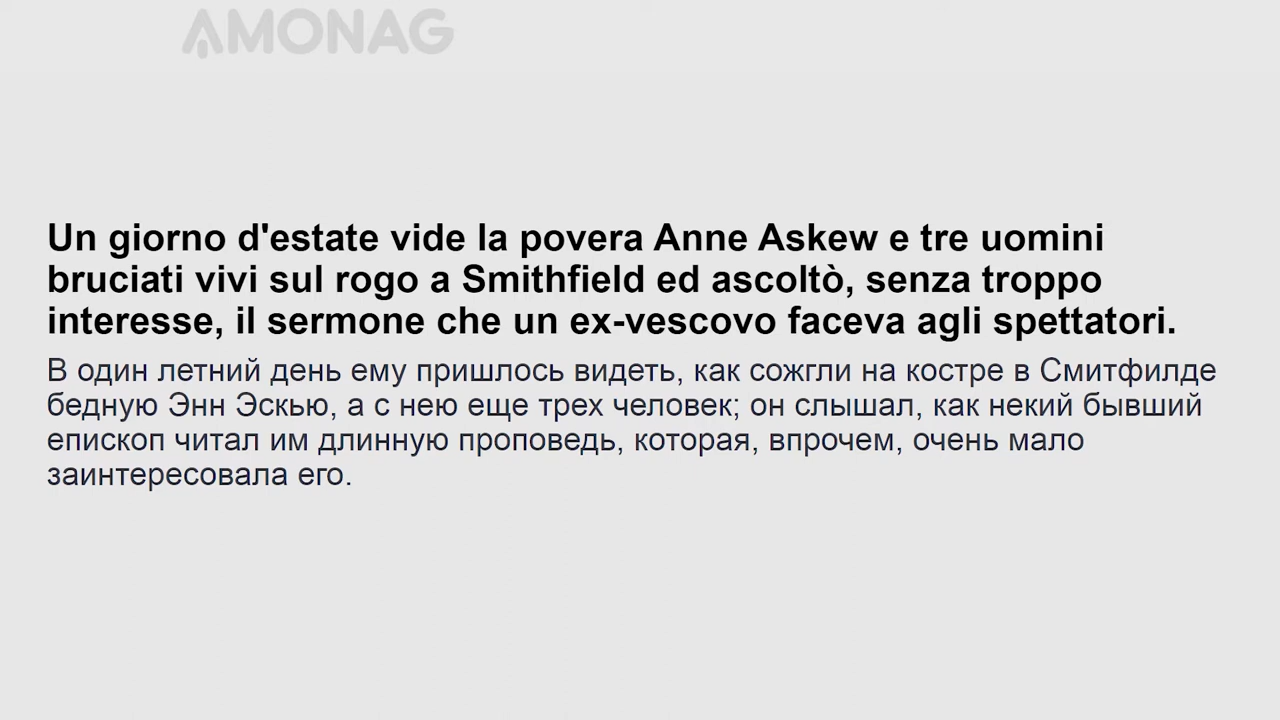 AMONAG
Un giorno d'estate vide la povera Anne Askew e tre uomini
bruciati vivi sul rogo a Smithfield ed ascoltò, senza troppo
interesse, il sermone che un ex-vescovo faceva agli spettatori.
В один летний день ему пришлось видеть, как сожгли на костре в Смитфилде
бедную Энн Эскью, а с нею еще трех человек; он слышал, как некий бывший
епископ читал им длинную проповедь, которая, впрочем, очень мало
заинтересовала его.